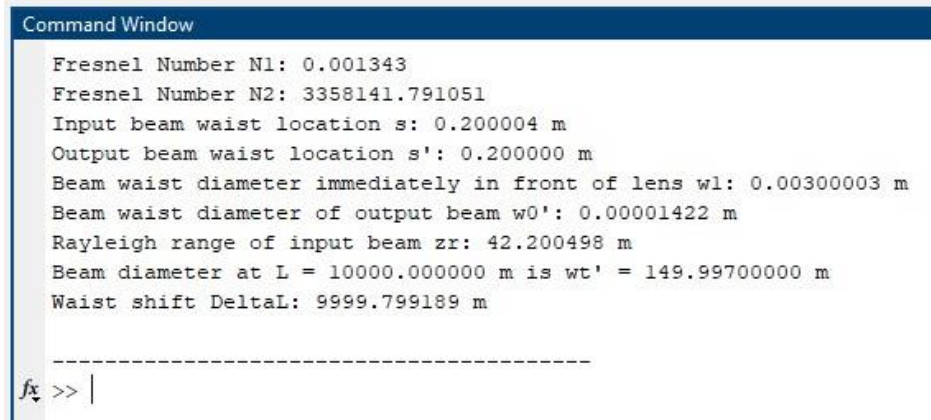 Command Window
Fresnel Number N1: 0.001343
Fresnel Number N2: 3358141.791051
Input beam waist location s: 0.200004 m
Output beam waist location s': 0.200000 m
Beam waist diameter immediately in front of lens w1: 0.00300003 m
Beam waist diameter of output beam w0': 0.00001422 m
Rayleigh range of input beam zr: 42.200498 m
Beam diameter at L = 10000.000000 m is wt' = 149.99700000 m
Waist shift DeltaL: 9999.799189 m
-----------------------------------------
fx >>